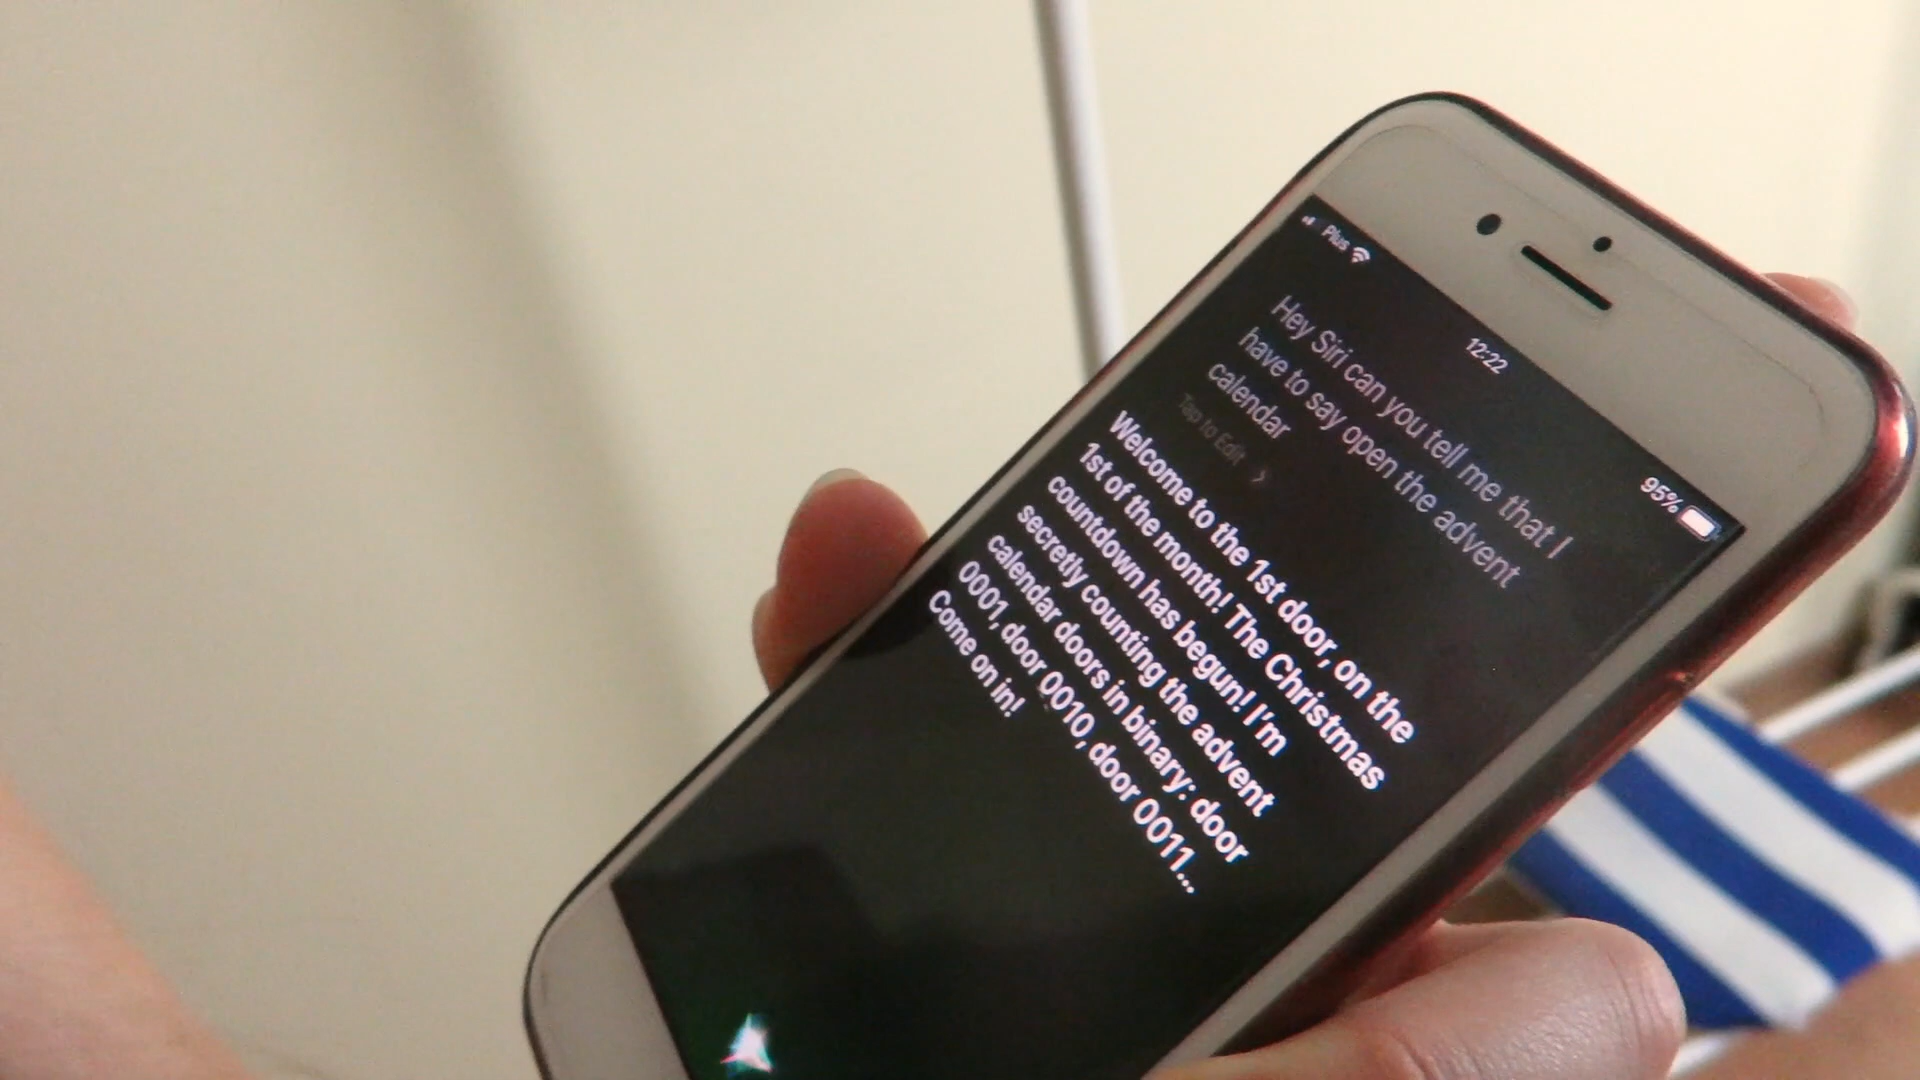 Plus
12:22
95%
Hey Siri can you tell me that I
have to say open the advent
calendar
Tap to Edit >
Welcome to the 1st door, on the
1st of the month! The Christmas
countdown has begun! I'm
secretly counting the advent
calendar doors in binary: door
0001, door 0010, door 0011...
Come on in!